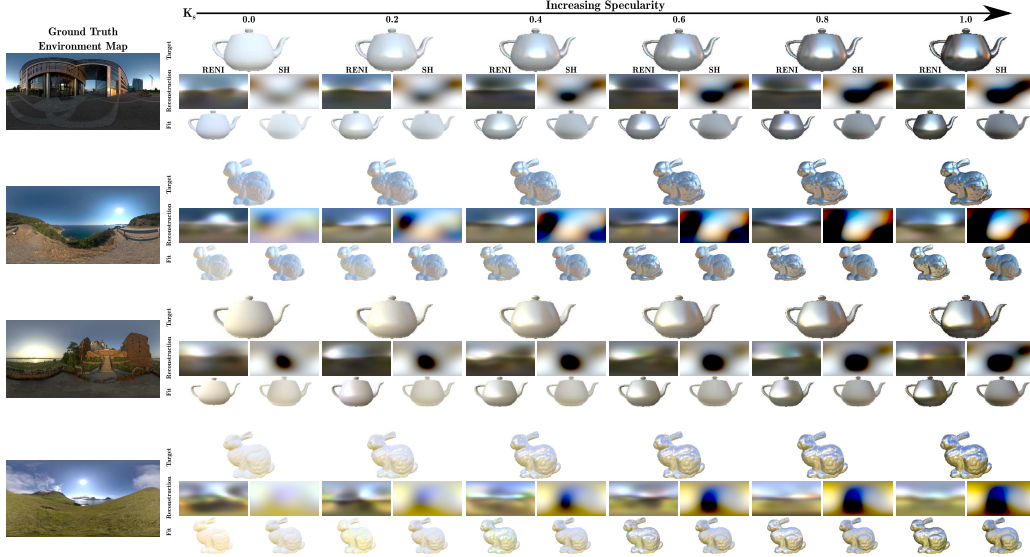 Increasing Specularity
Ks
0.0 0.2 0.4 0.6 0.8 1.0
Ground Truth
Environment Map
Target
RENI SH RENI SH RENI SH RENI SH RENI SH RENI SH
Reconstruction
Fit
Target
Reconstruction
Fit
Target
Reconstruction
Fit
Target
Reconstruction
Fit